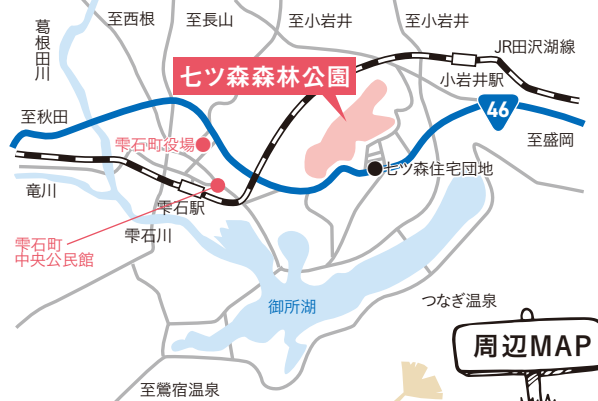 至西根
至長山
至小岩井
至小岩井
葛根田川
JR田沢湖線
七ツ森森林公園
小岩井駅
46
至秋田
至盛岡
雫石町役場
七ツ森住宅団地
竜川
雫石駅
雫石川
雫石町
中央公民館
御所湖
つなぎ温泉
周辺MAP
至鶯宿温泉